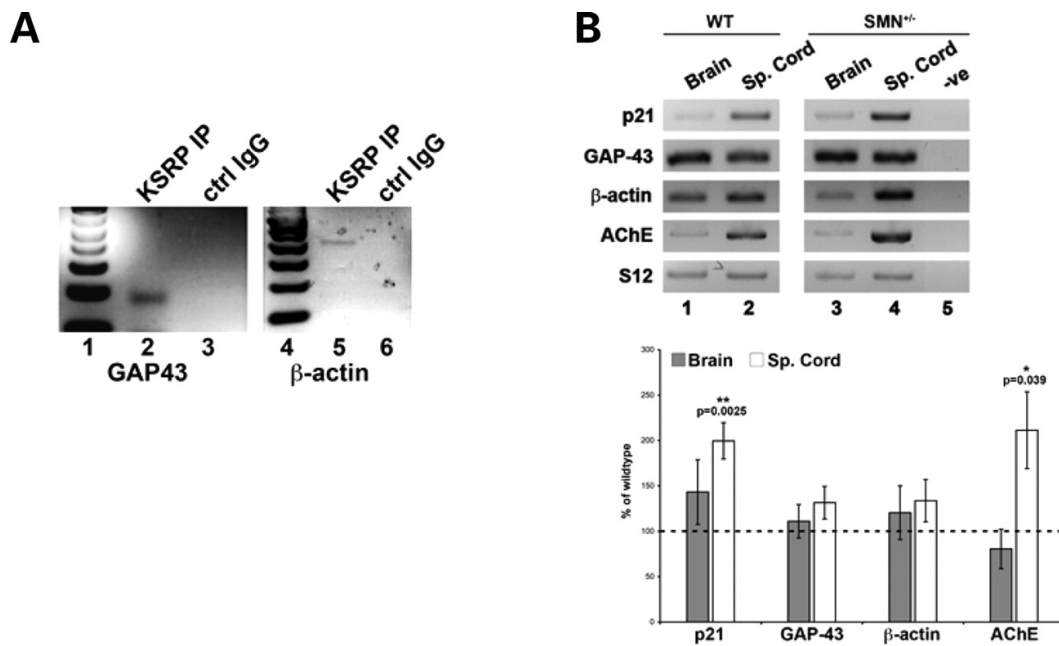 A
KSRP IP
ctrl IgG
KSRP IP
ctrl IgG
1 2 3 4 5 6
GAP43 β-actin
B
WT SMN+/-
Brain Sp. Cord Brain Sp. Cord -ve
p21
GAP-43
β-actin
AChE
S12
1 2 3 4 5
% of wildtype
300
250
200
150
100
50
0
Brain Sp. Cord
**
p=0.0025
*
p=0.039
p21 GAP-43 β-actin AChE